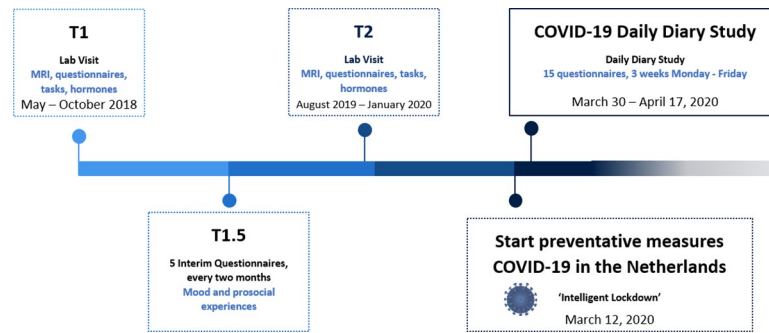 T1
Lab Visit
MRI, questionnaires,
tasks, hormones
May – October 2018
T2
Lab Visit
MRI, questionnaires, tasks,
hormones
August 2019 – January 2020
COVID-19 Daily Diary Study
Daily Diary Study
15 questionnaires, 3 weeks Monday - Friday
March 30 – April 17, 2020
T1.5
5 Interim Questionnaires,
every two months
Mood and prosocial
experiences
Start preventative measures
COVID-19 in the Netherlands
‘Intelligent Lockdown’
March 12, 2020